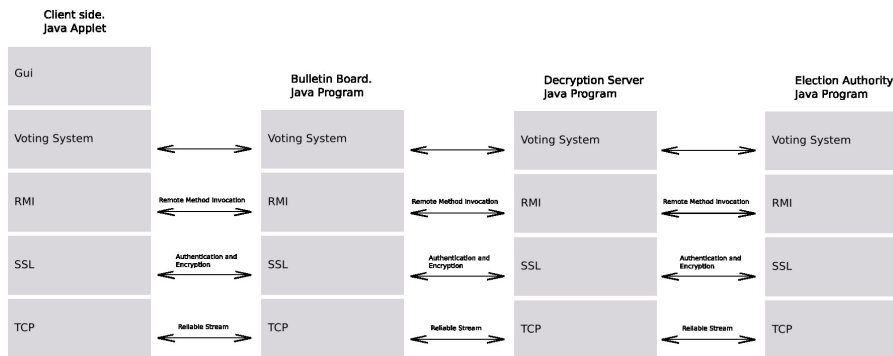 Client side.
Java Applet
Gui
Bulletin Board.
Java Program
Decryption Server
Java Program
Election Authority
Java Program
Voting System
Voting System
Voting System
Voting System
RMI
Remote Method Invocation
RMI
Remote Method Invocation
RMI
Remote Method Invocation
RMI
SSL
Authentication and
Encryption
SSL
Authentication and
Encryption
SSL
Authentication and
Encryption
SSL
TCP
Reliable Stream
TCP
Reliable Stream
TCP
Reliable Stream
TCP